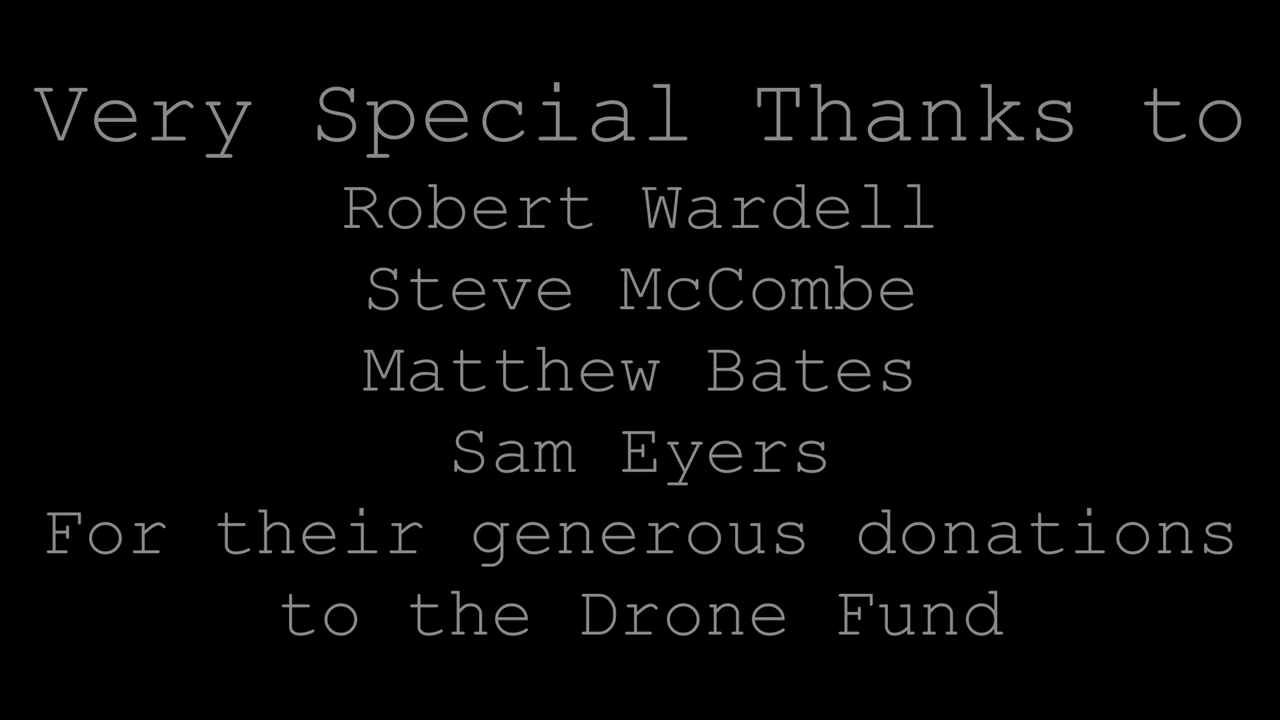 Very Special Thanks to
Robert Wardell
Steve McCombe
Matthew Bates
Sam Eyers
For their generous donations
to the Drone Fund